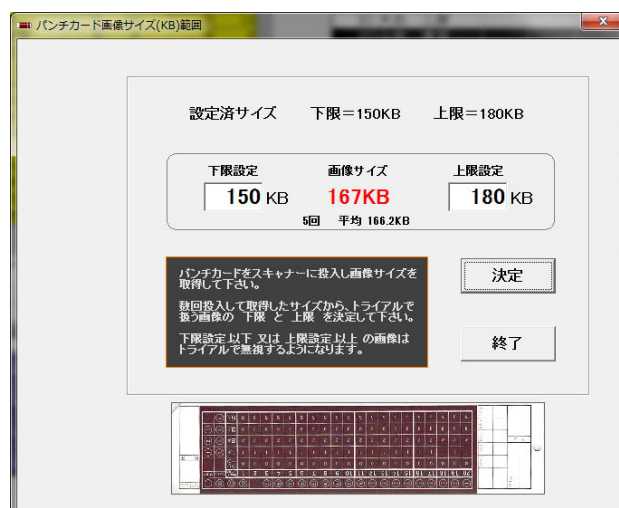 パンチカード画像サイズ(KB)範囲
設定済サイズ 下限=150KB 上限=180KB
下限設定 画像サイズ 上限設定
150 KB 167KB 180 KB
5回 平均 166.2KB
パンチカードをスキャナーに投入し画像サイズを
取得して下さい。
数回投入して取得したサイズから、トライアルで
扱う画像の 下限 と 上限 を決定して下さい。
下限設定以下 又は 上限設定以上 の画像は
トライアルで無視するようになります。
決定
終了